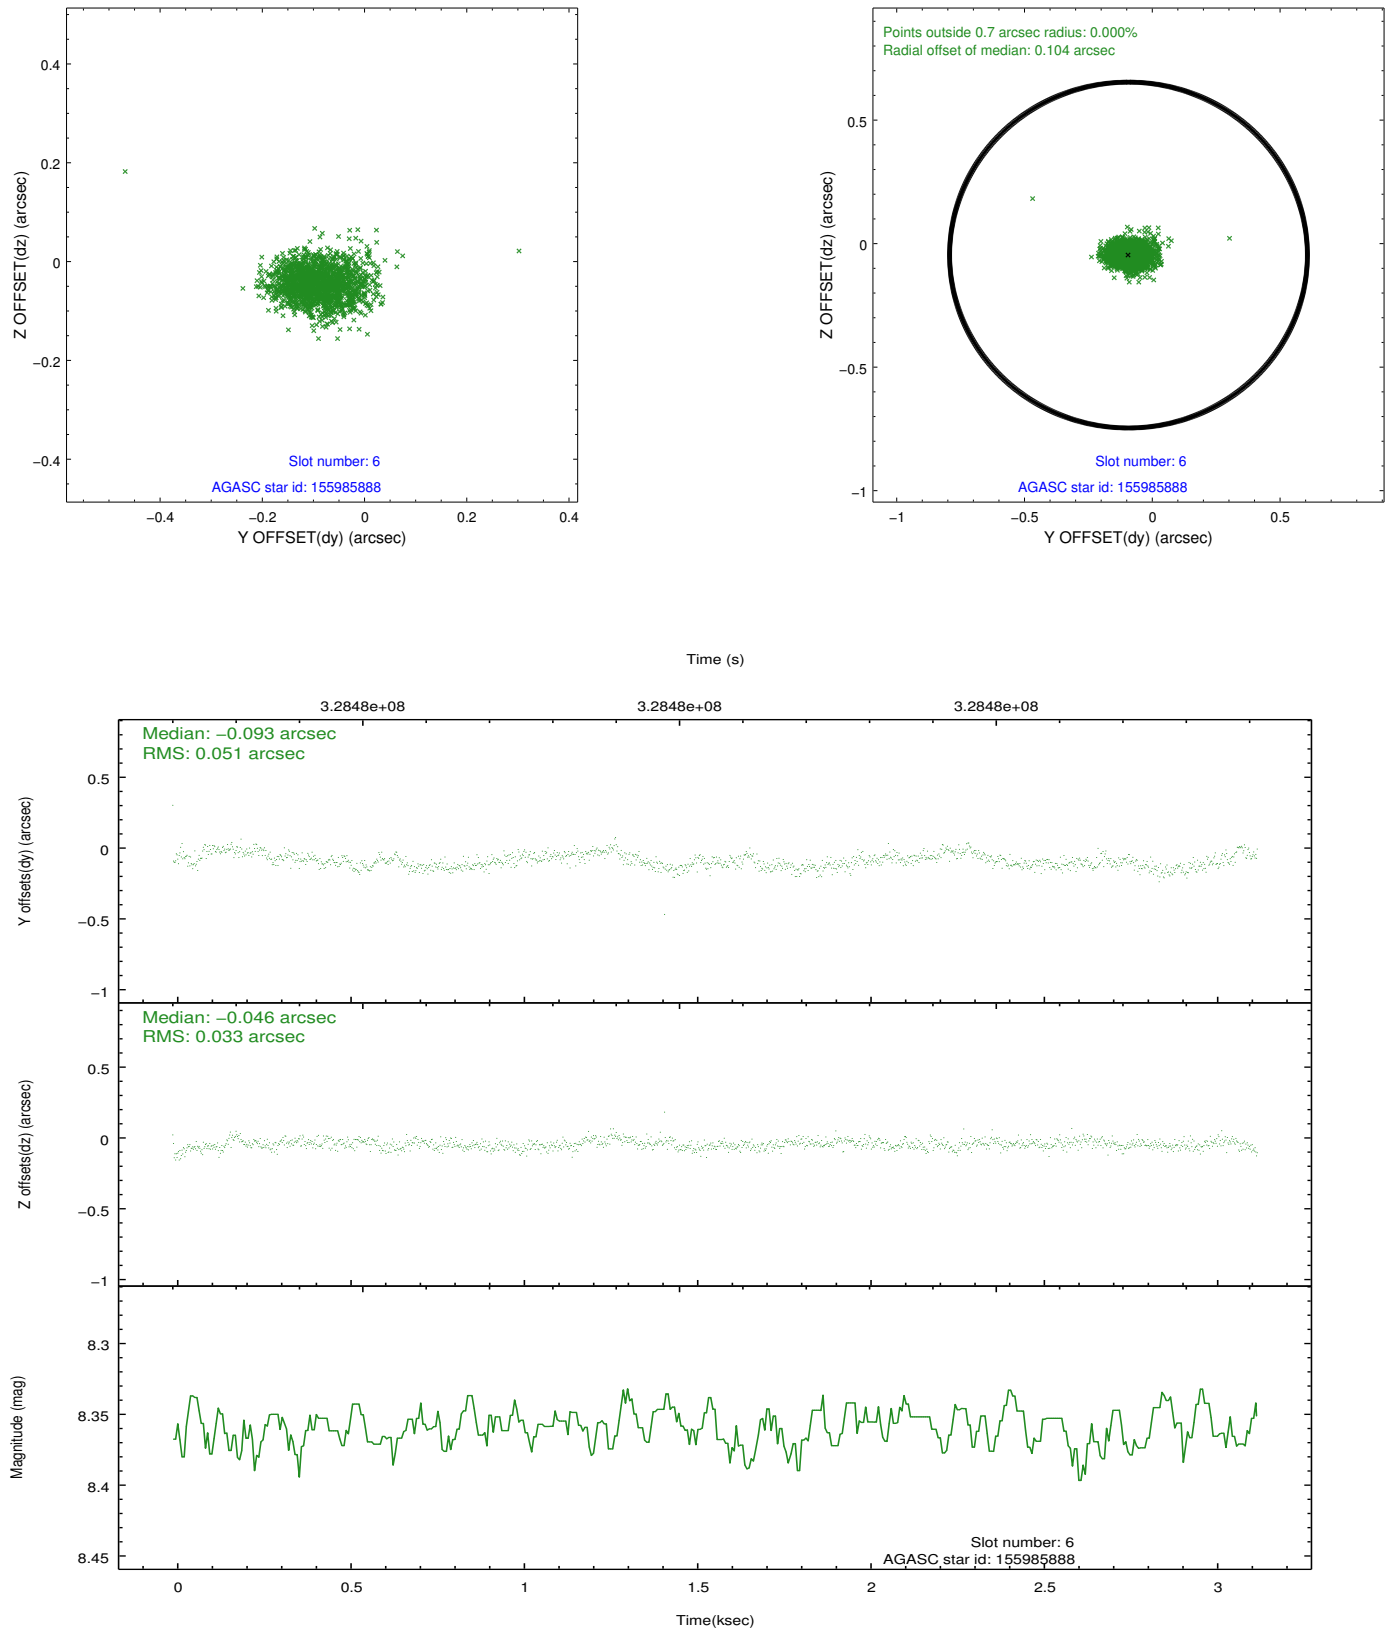 0.4
0.2
0
−0.2
−0.4
Z OFFSET(dz) (arcsec)
Slot number: 6
AGASC star id: 155985888
−0.4 −0.2 0 0.2 0.4
Y OFFSET(dy) (arcsec)
Points outside 0.7 arcsec radius: 0.000%
Radial offset of median: 0.104 arcsec
0.5
0
−0.5
−1
Z OFFSET(dz) (arcsec)
Slot number: 6
AGASC star id: 155985888
−1 −0.5 0 0.5
Y OFFSET(dy) (arcsec)
Time (s)
3.2848e+08 3.2848e+08 3.2848e+08
Median: −0.093 arcsec
RMS: 0.051 arcsec
0.5
0
−0.5
−1
Y offsets(dy) (arcsec)
Median: −0.046 arcsec
RMS: 0.033 arcsec
0.5
0
−0.5
−1
Z offsets(dz) (arcsec)
8.3
8.35
8.4
8.45
Magnitude (mag)
Slot number: 6
AGASC star id: 155985888
0 0.5 1 1.5 2 2.5 3
Time(ksec)